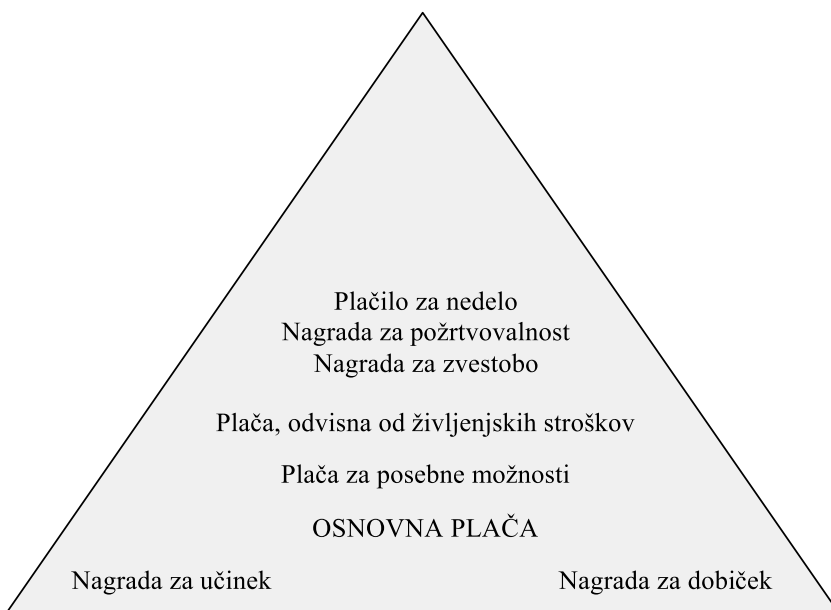 Plačilo za nedelo
Nagrada za požrtvovalnost
Nagrada za zvestobo
Plača, odvisna od življenjskih stroškov
Plača za posebne možnosti
OSNOVNA PLAČA
Nagrada za učinek
Nagrada za dobiček